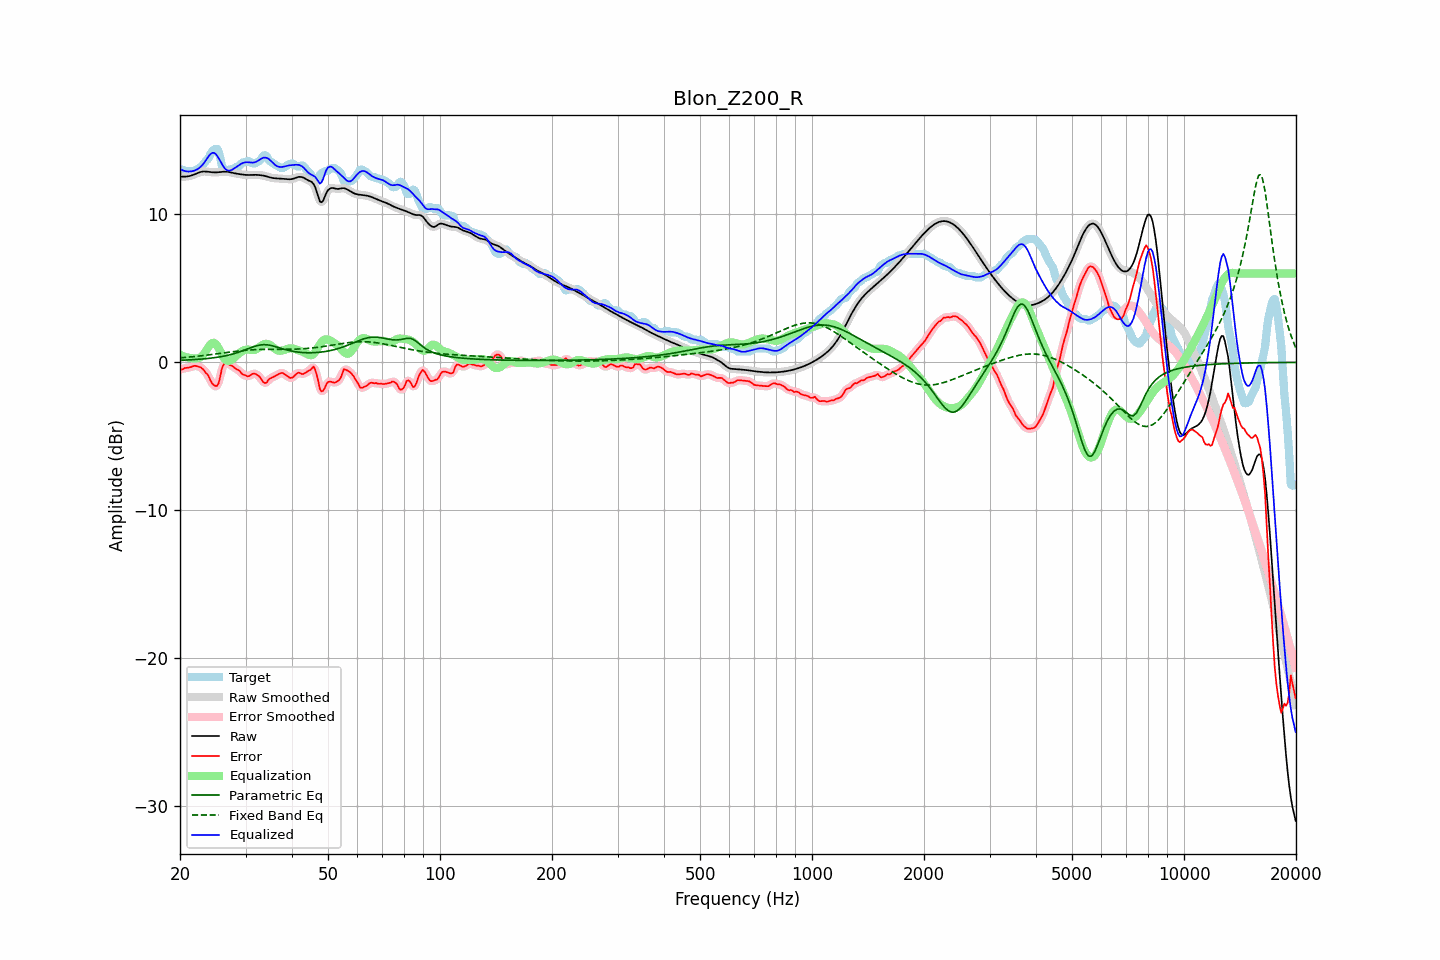 Blon_Z200_R
Amplitude (dBr)
10
0
−10
−20
−30
Target
Raw Smoothed
Error Smoothed
Raw
Error
Equalization
Parametric Eq
Fixed Band Eq
Equalized
20 50 100 200 500 1000 2000 5000 10000 20000
Frequency (Hz)